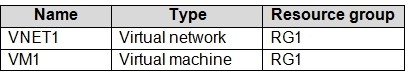 Name Type Resource group
VNET1 Virtual network RG1
VM1 Virtual machine RG1